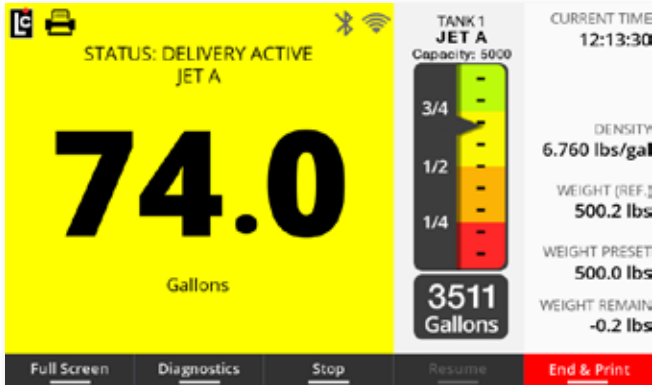 LC
STATUS: DELIVERY ACTIVE
JET A
74.0
Gallons
TANK 1
JET A
Capacity: 5000
3/4
1/2
1/4
3511
Gallons
CURRENT TIME
12:13:30
DENSITY
6.760 lbs/gal
WEIGHT (REF.)
500.2 lbs
WEIGHT PRESET
500.0 lbs
WEIGHT REMAIN
-0.2 lbs
Full Screen
Diagnostics
Stop
Resume
End & Print